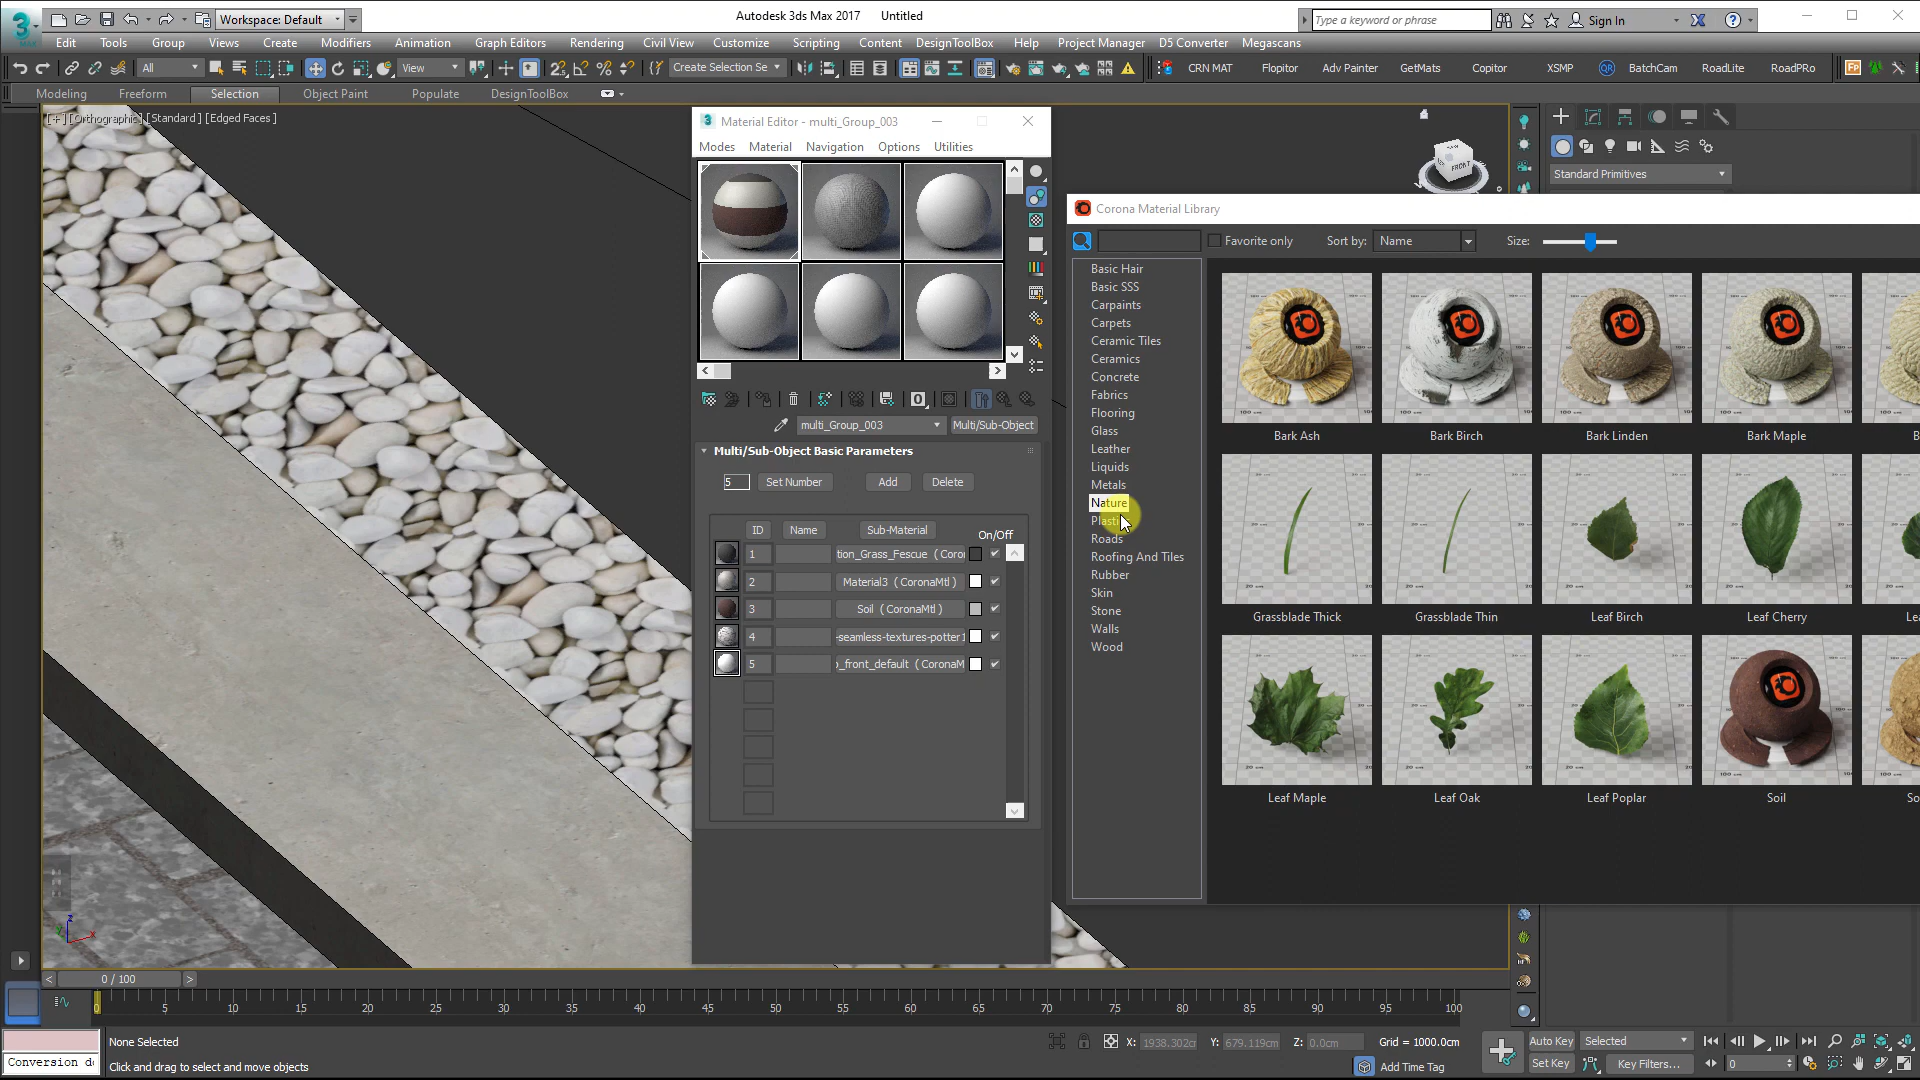 Workspace: Default
Autodesk 3ds Max 2017 Untitled
Type a keyword or phrase
Sign In
Edit Tools Group Views Create Modifiers Animation Graph Editors Rendering Civil View Customize Scripting Content DesignToolBox Help Project Manager D5 Converter Megascans
All
View
Create Selection Se
CRN MAT Flopitor Adv Painter GetMats Copitor XSMP BatchCam RoadLite RoadPRo
Modeling Freeform Selection Object Paint Populate DesignToolBox
[+] [Orthographic] [Standard] [Edged Faces]
Material Editor - multi_Group_003
Modes Material Navigation Options Utilities
multi_Group_003
Multi/Sub-Object
Multi/Sub-Object Basic Parameters
5 Set Number Add Delete
ID Name Sub-Material On/Off
1 tion_Grass_Fescue (Coro
2 Material3 (CoronaMtl)
3 Soil (CoronaMtl)
4 -seamless-textures-potter1
5 _front_default (CoronaM
FRONT
Standard Primitives
Corona Material Library
Favorite only
Sort by: Name
Size:
Basic Hair
Basic SSS
Carpaints
Carpets
Ceramic Tiles
Ceramics
Concrete
Fabrics
Flooring
Glass
Leather
Liquids
Metals
Nature
Plasti
Roads
Roofing And Tiles
Rubber
Skin
Stone
Walls
Wood
Bark Ash Bark Birch Bark Linden Bark Maple B
Grassblade Thick Grassblade Thin Leaf Birch Leaf Cherry Le
Leaf Maple Leaf Oak Leaf Poplar Soil So
z
y
x
0 / 100
0 5 10 15 20 25 30 35 40 45 50 55 60 65 70 75 80 85 90 95 100
None Selected
X: 1938.302cm Y: 679.119cm Z: 0.0cm Grid = 1000.0cm
Auto Key Selected
Conversion do
Click and drag to select and move objects
Add Time Tag
Set Key Key Filters...
0